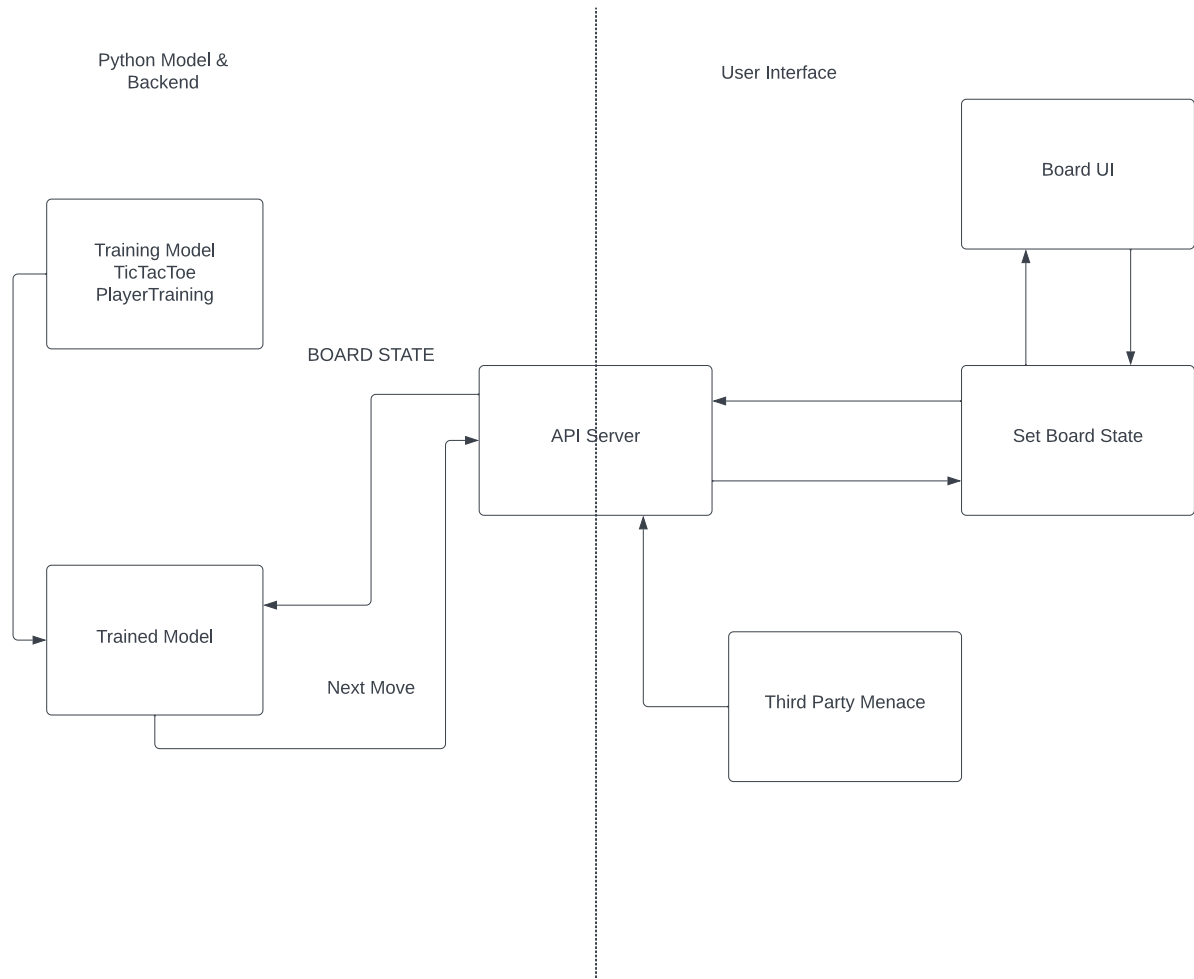 Python Model &
Backend
User Interface
Board UI
Training Model
TicTacToe
PlayerTraining
BOARD STATE
API Server
Set Board State
Trained Model
Next Move
Third Party Menace